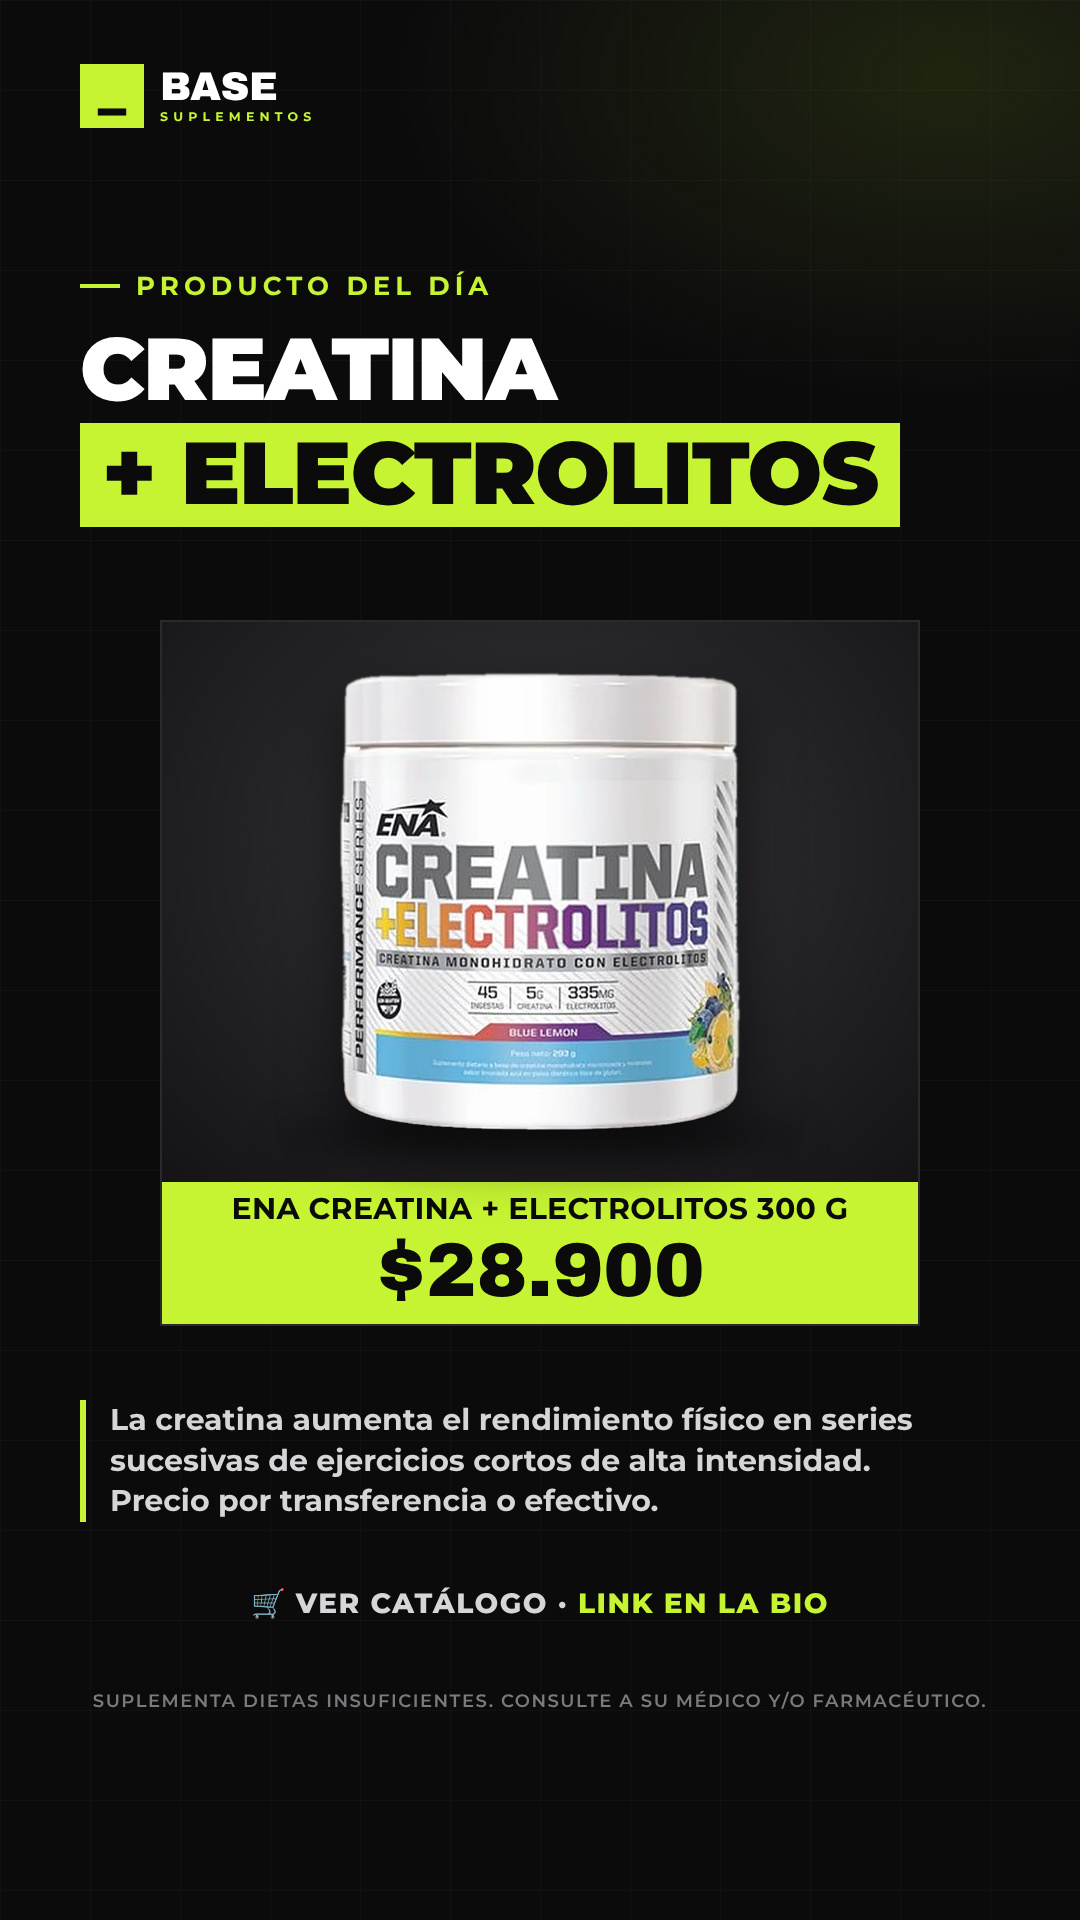 BASE
SUPLEMENTOS
PRODUCTO DEL DÍA
CREATINA
+ ELECTROLITOS
PERFORMANCE SERIES
ENA
CREATINA
+ELECTROLITOS
CREATINA MONOHIDRATO CON ELECTROLITOS
45 5G 335MG
INGESTAS CREATINA ELECTROLITOS
BLUE LEMON
Peso neto: 293 g
ENA CREATINA + ELECTROLITOS 300 G
$28.900
La creatina aumenta el rendimiento físico en series
sucesivas de ejercicios cortos de alta intensidad.
Precio por transferencia o efectivo.
🛒 VER CATÁLOGO · LINK EN LA BIO
SUPLEMENTA DIETAS INSUFICIENTES. CONSULTE A SU MÉDICO Y/O FARMACÉUTICO.